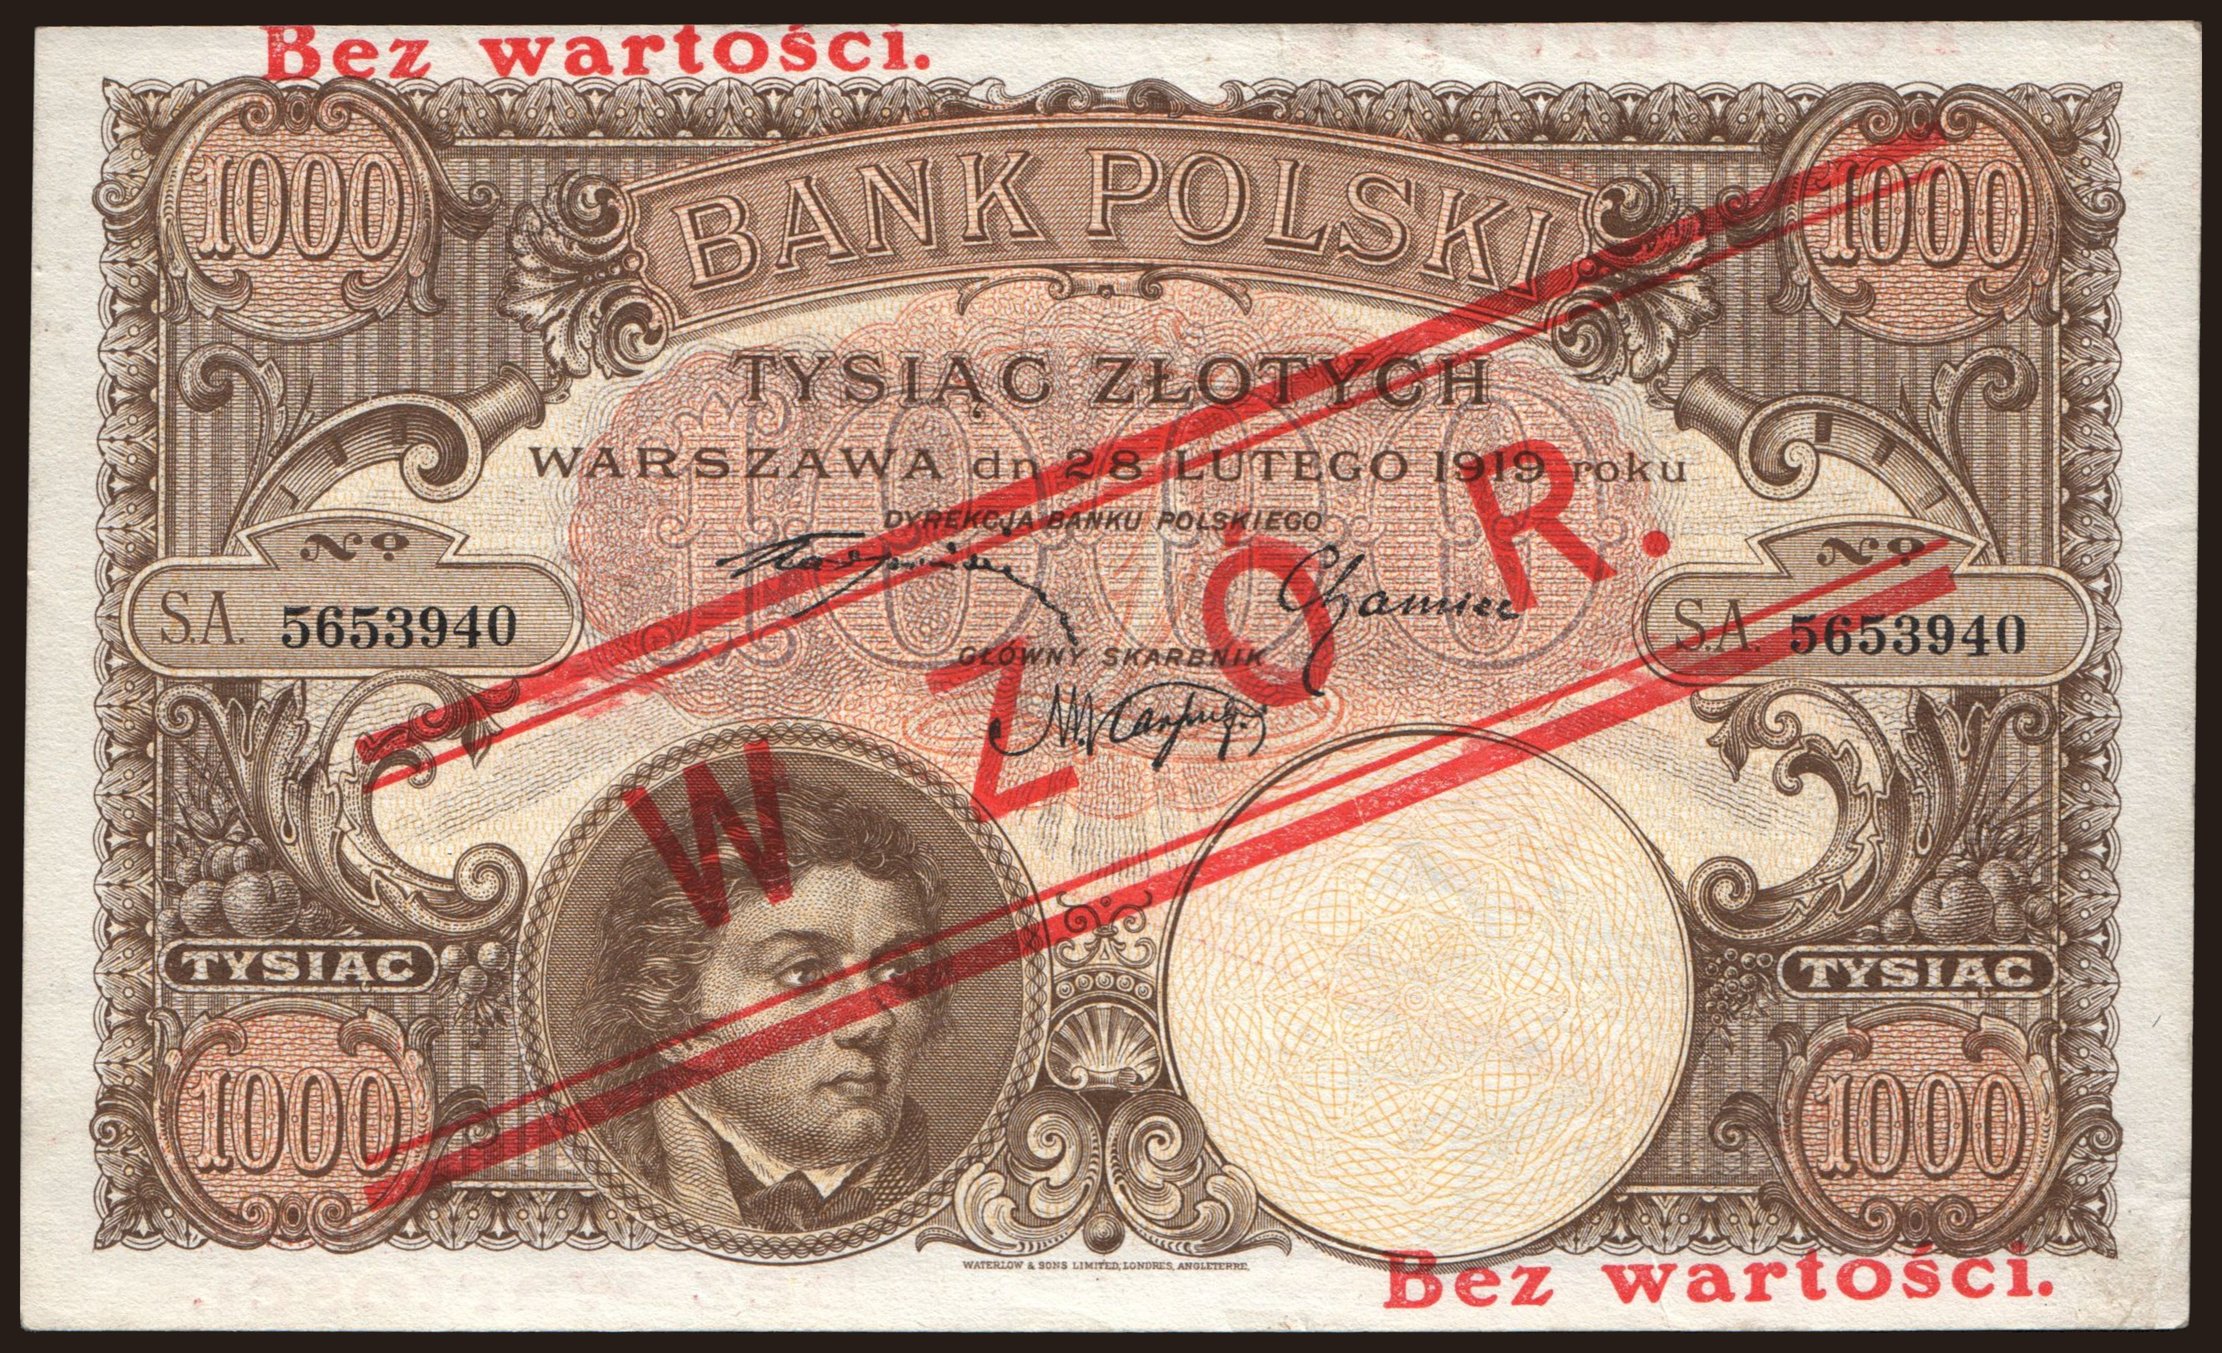 Bez wartości.
1000 1000
BANK POLSKI
TYSIĄC ZŁOTYCH
1000
WARSZAWA dn 28 LUTEGO 1919 roku
DYREKCJA BANKU POLSKIEGO
No No
S.A. 5653940 S.A. 5653940
GŁÓWNY SKARBNIK
WZÓR.
TYSIĄC TYSIĄC
1000 1000
WATERLOW & SONS LIMITED, LONDRES, ANGLETERRE.
Bez wartości.